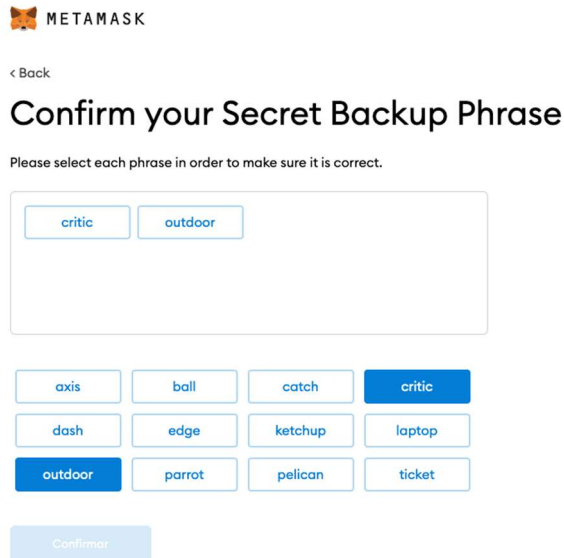 METAMASK
< Back
Confirm your Secret Backup Phrase
Please select each phrase in order to make sure it is correct.
critic outdoor
axis ball catch critic
dash edge ketchup laptop
outdoor parrot pelican ticket
Confirmar